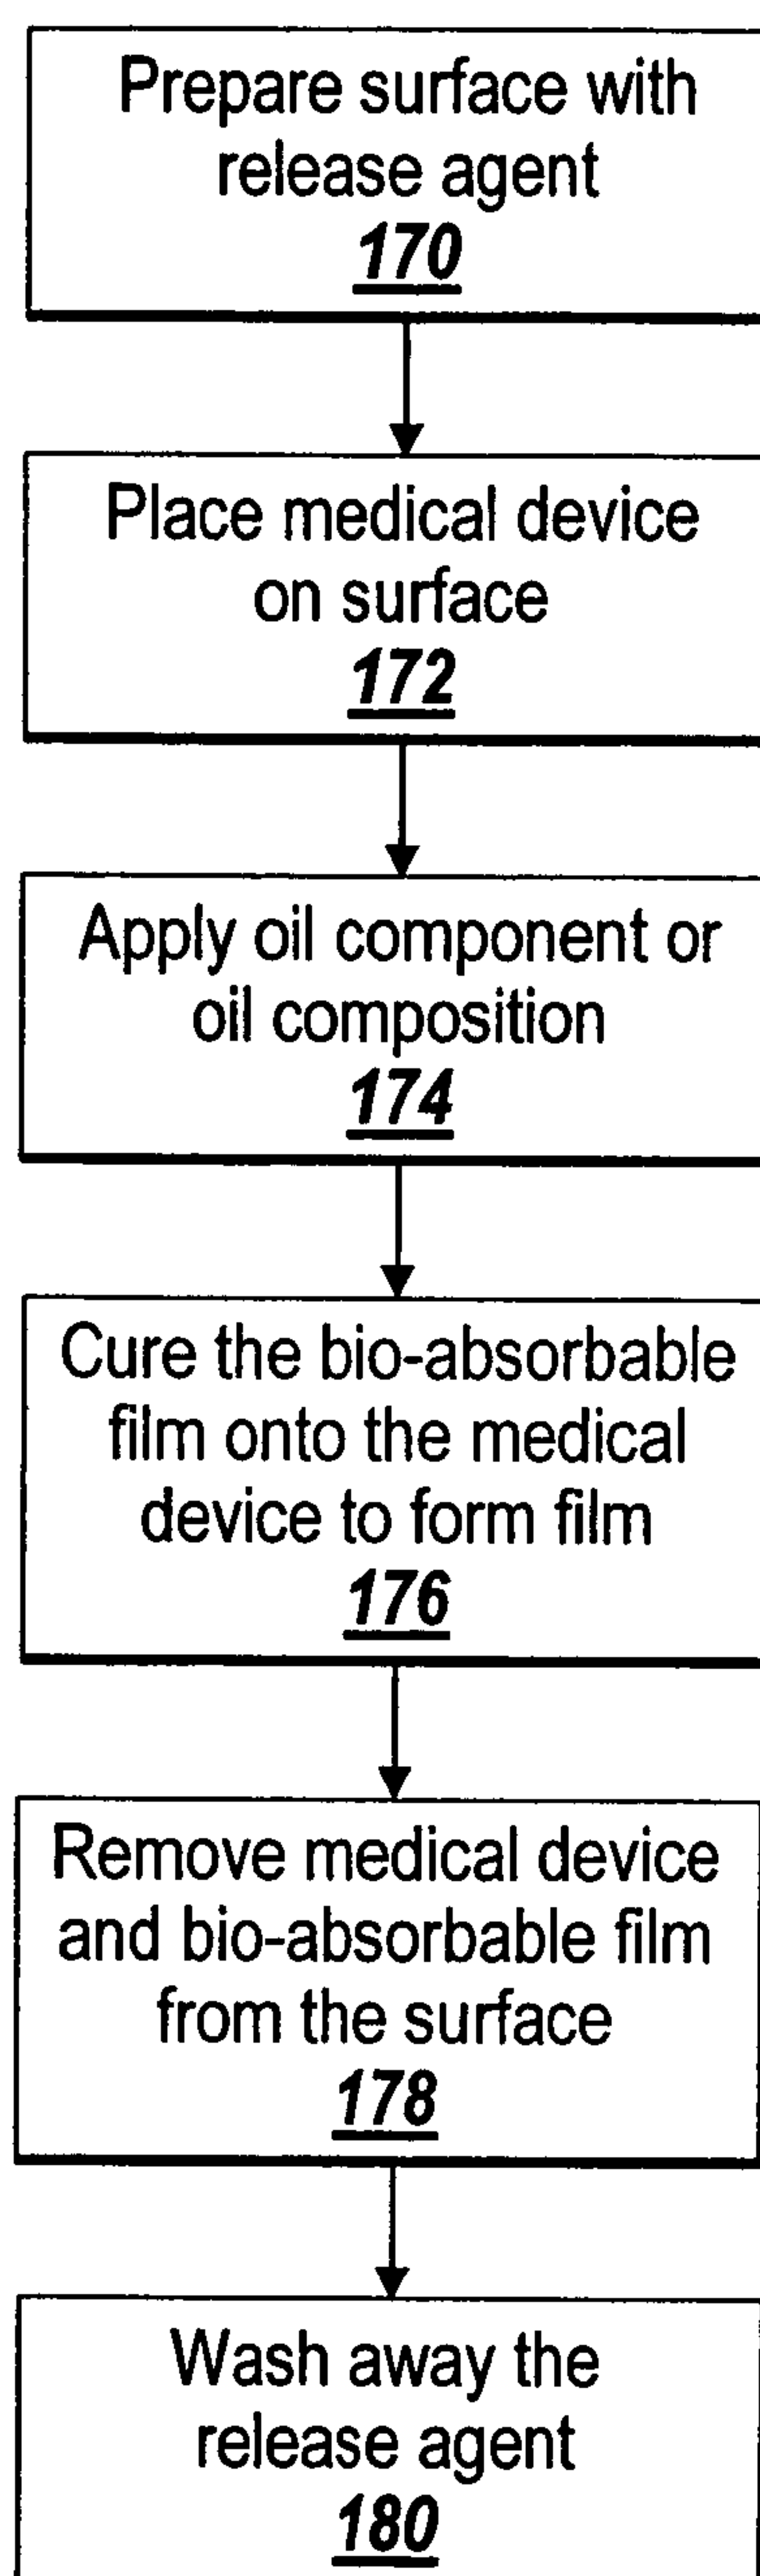 Prepare surface with
release agent
170
Place medical device
on surface
172
Apply oil component or
oil composition
174
Cure the bio-absorbable
film onto the medical
device to form film
176
Remove medical device
and bio-absorbable film
from the surface
178
Wash away the
release agent
180